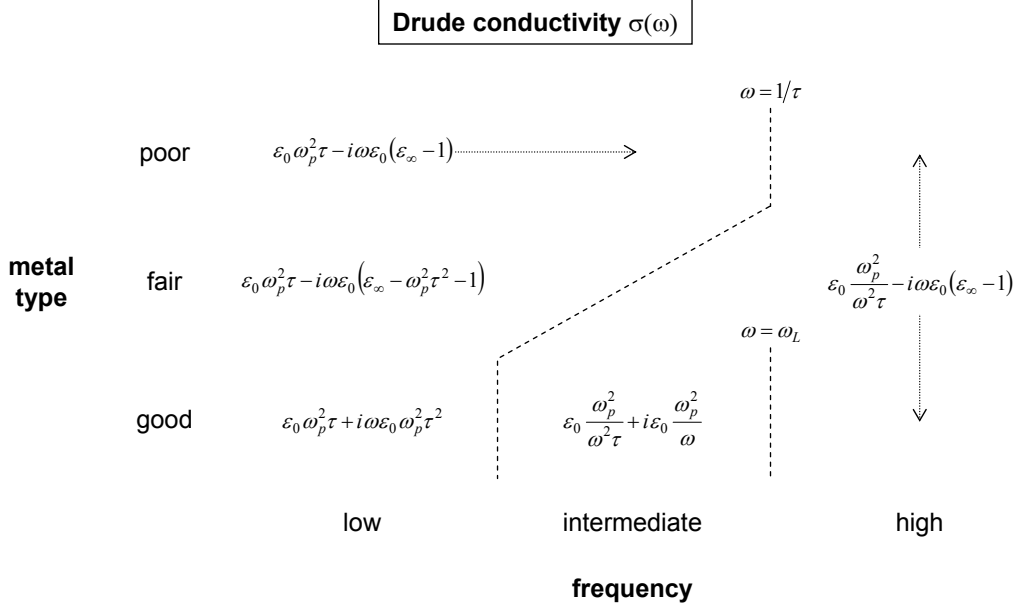 Drude conductivity σ(ω)
ω = 1/τ
poor
ε₀ωₚ²τ − iωε₀(ε∞ − 1)
metal
type
fair
ε₀ωₚ²τ − iωε₀(ε∞ − ωₚ²τ² − 1)
ε₀ ωₚ²/ω²τ − iωε₀(ε∞ − 1)
ω = ω_L
good
ε₀ωₚ²τ + iωε₀ωₚ²τ²
ε₀ ωₚ²/ω²τ + iε₀ ωₚ²/ω
low
intermediate
high
frequency